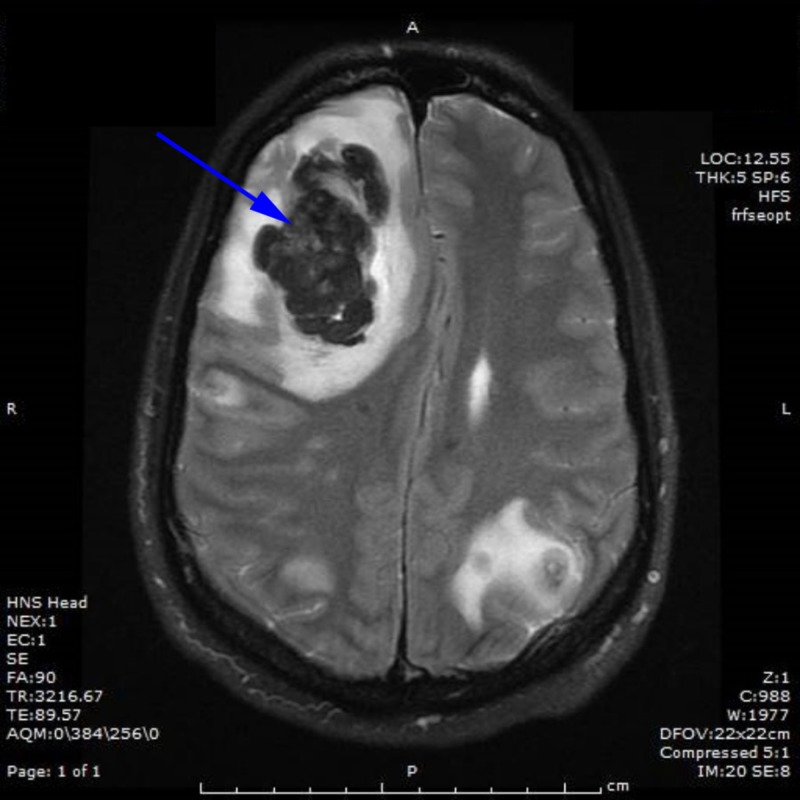 A
LOC:12.55
THK:5 SP:6
HFS
frfseopt
R
L
HNS Head
NEX:1
EC:1
SE
FA:90
TR:3216.67
TE:89.57
AQM:0\384\256\0
Page: 1 of 1
Z:1
C:988
W:1977
DFOV:22x22cm
Compressed 5:1
IM:20 SE:8
P
cm